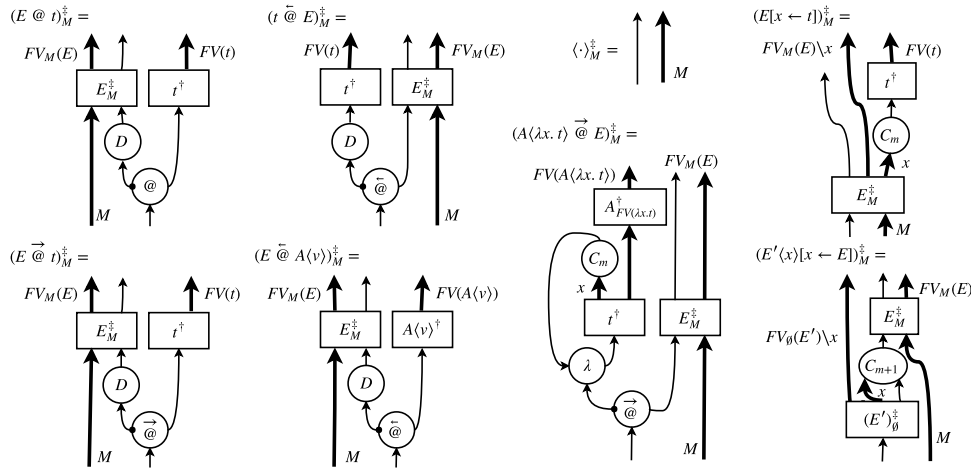 (E @ t)‡M =
FVM(E)
FV(t)
E‡M
t†
D
@
M
(t @⃖ E)‡M =
FV(t)
FVM(E)
t†
E‡M
D
@⃖
M
⟨·⟩‡M =
M
(E[x ← t])‡M =
FVM(E)\x
FV(t)
t†
Cm
x
E‡M
M
(A⟨λx. t⟩ @⃗ E)‡M =
FV(A⟨λx. t⟩)
FVM(E)
A†FV(λx.t)
Cm
x
t†
E‡M
λ
@⃗
M
(E @⃗ t)‡M =
FVM(E)
FV(t)
E‡M
t†
D
@⃗
M
(E @⃖ A⟨v⟩)‡M =
FVM(E)
FV(A⟨v⟩)
E‡M
A⟨v⟩†
D
@⃖
M
(E′⟨x⟩[x ← E])‡M =
FVM(E)
E‡M
FV∅(E′)\x
Cm+1
x
(E′)‡∅
M